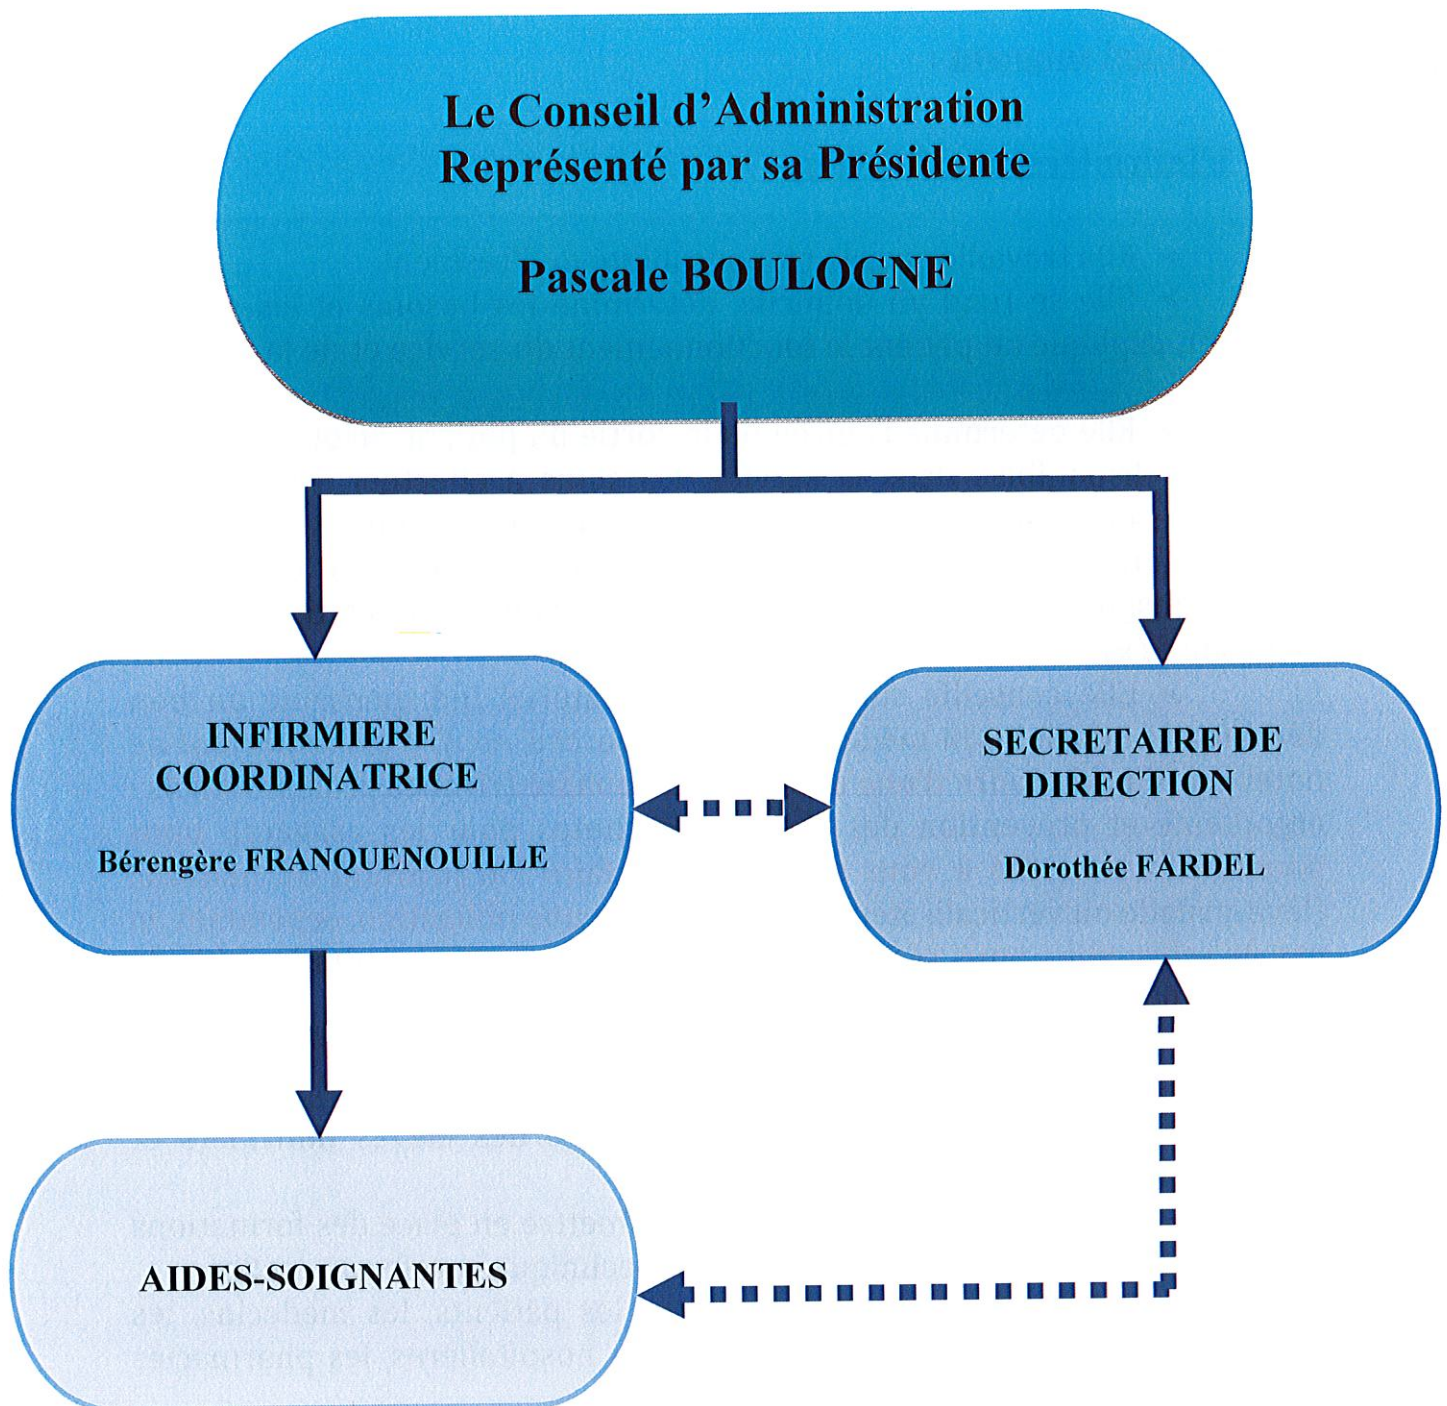 Le Conseil d’Administration
Représenté par sa Présidente
Pascale BOULOGNE
INFIRMIERE
COORDINATRICE
Bérengère FRANQUENOUILLE
SECRETAIRE DE
DIRECTION
Dorothée FARDEL
AIDES-SOIGNANTES